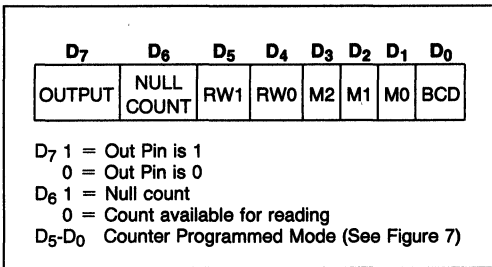 D7 D6 D5 D4 D3 D2 D1 D0
OUTPUT NULL COUNT RW1 RW0 M2 M1 M0 BCD
D7 1 = Out Pin is 1
0 = Out Pin is 0
D6 1 = Null count
0 = Count available for reading
D5-D0 Counter Programmed Mode (See Figure 7)